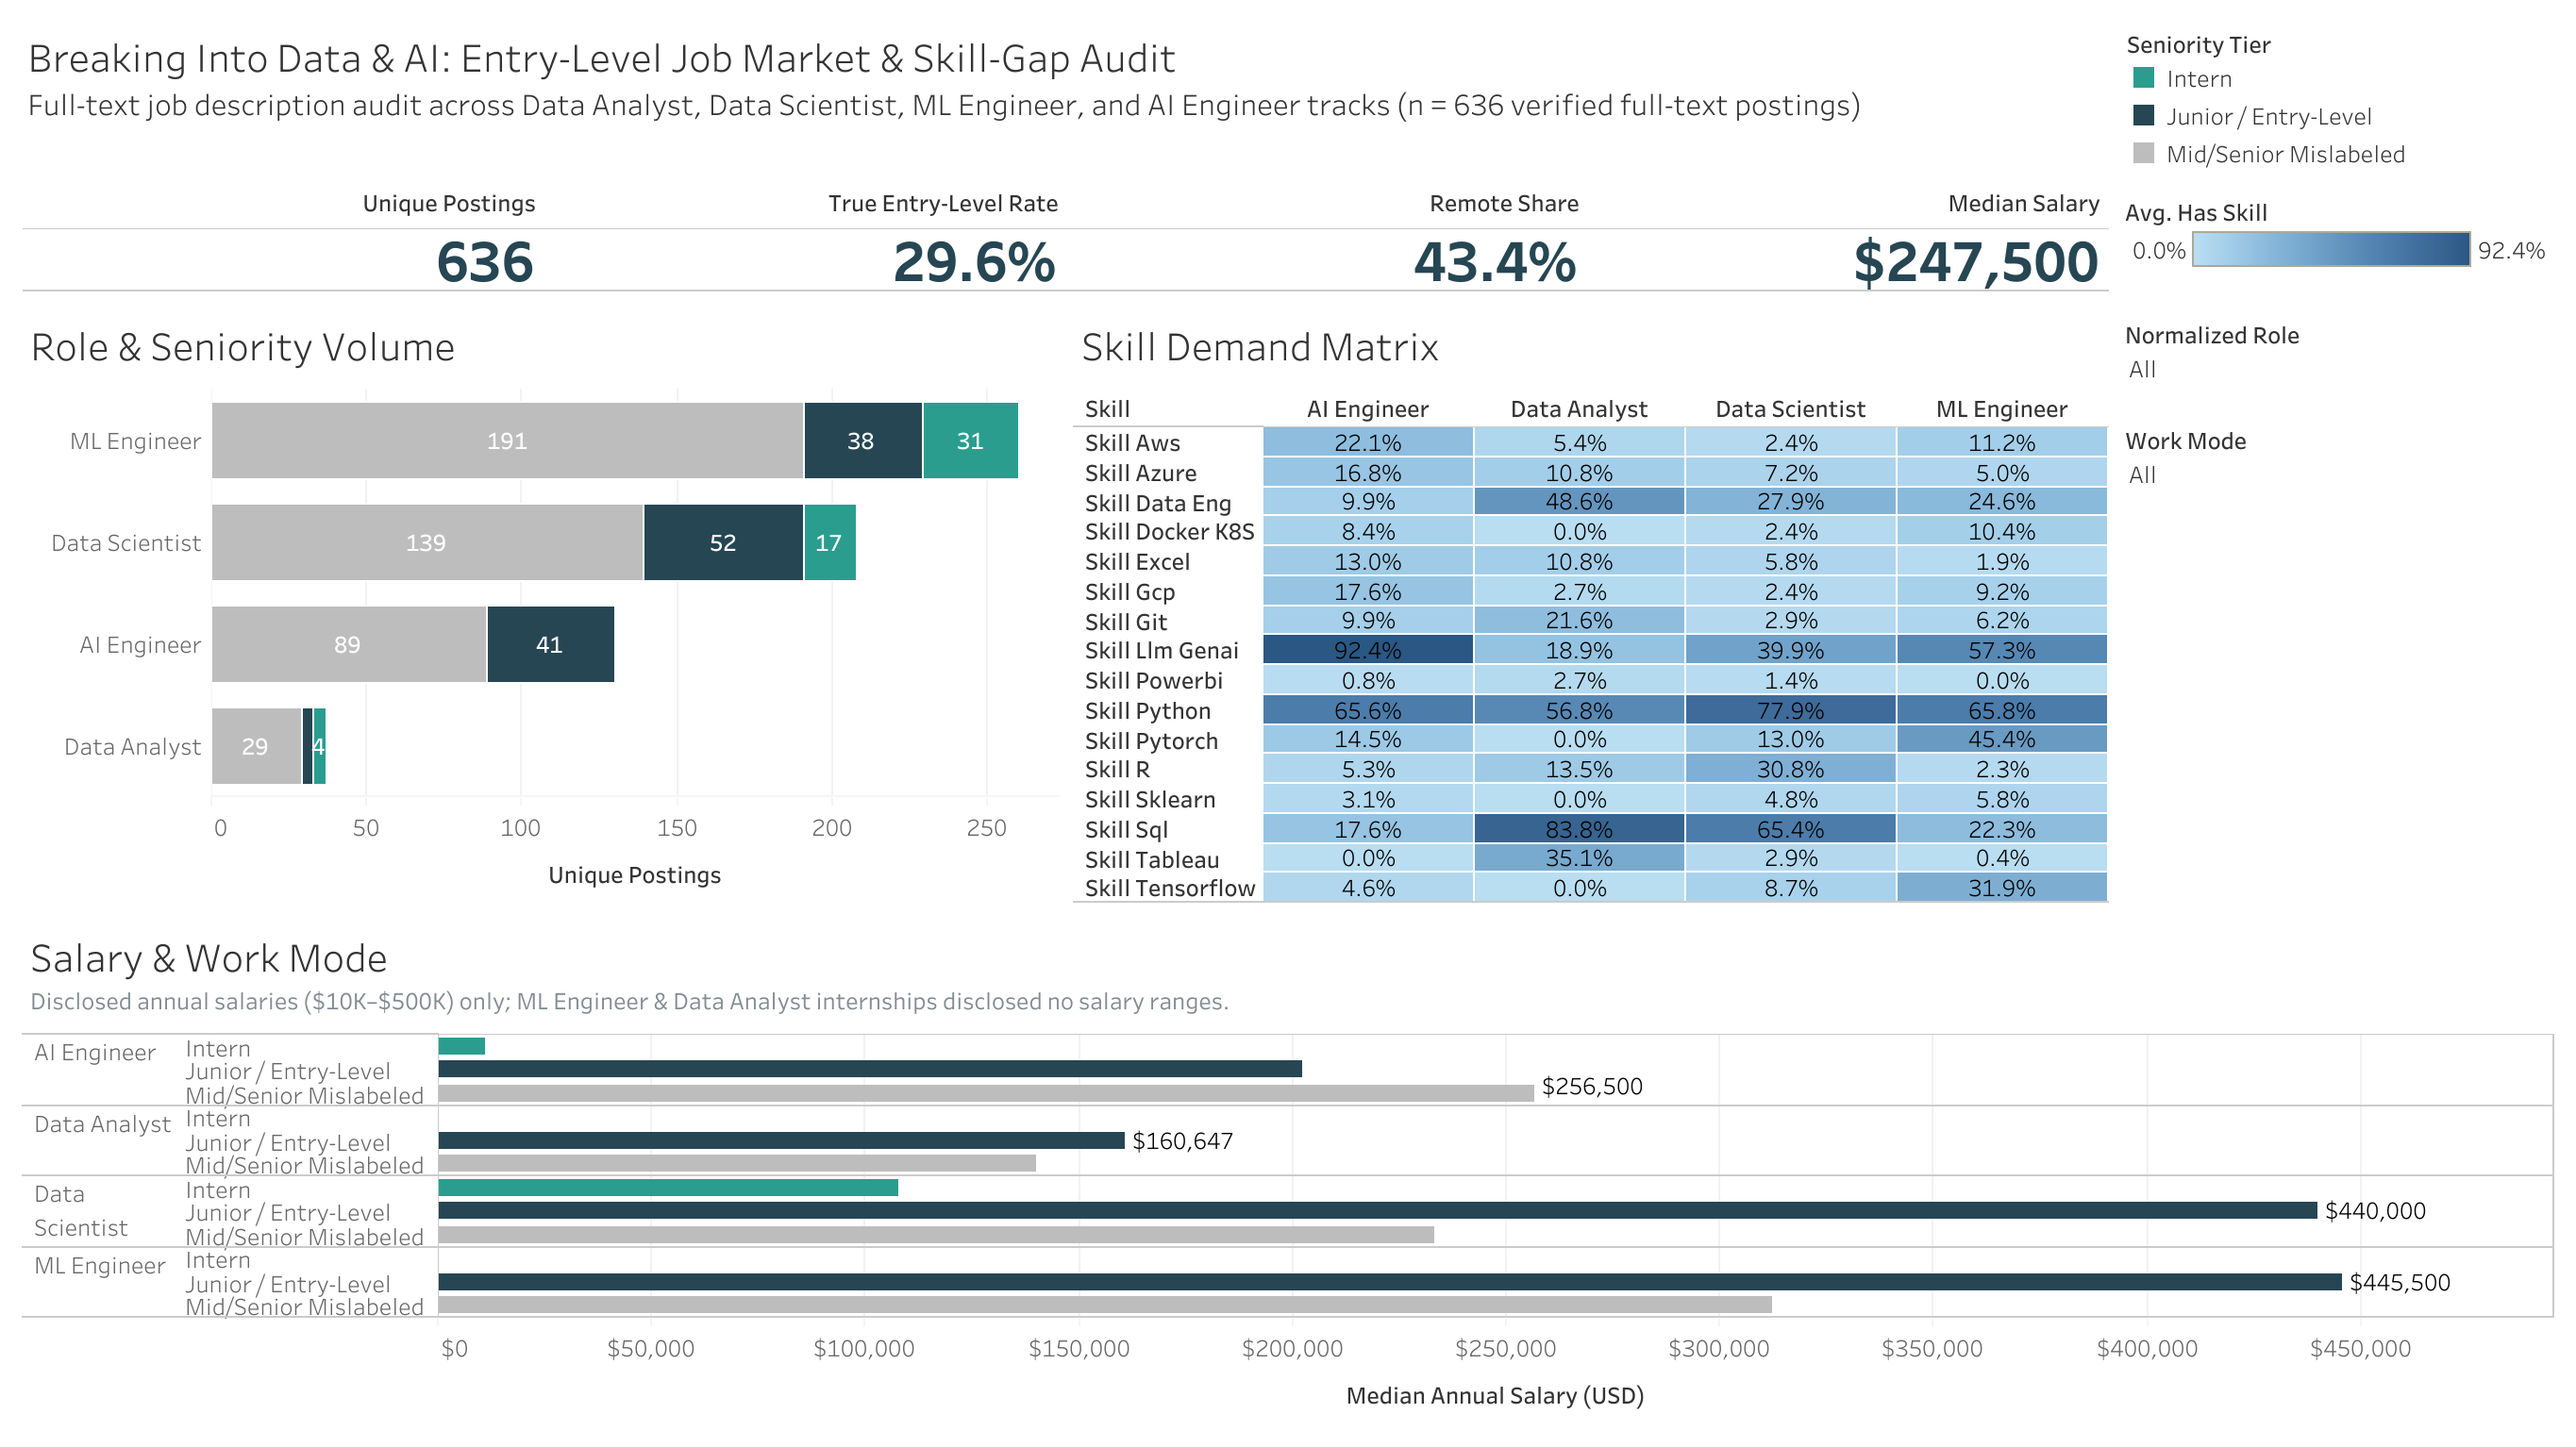 Breaking Into Data & AI: Entry-Level Job Market & Skill-Gap Audit
Full-text job description audit across Data Analyst, Data Scientist, ML Engineer, and AI Engineer tracks (n = 636 verified full-text postings)
Seniority Tier
Intern
Junior / Entry-Level
Mid/Senior Mislabeled
Unique Postings True Entry-Level Rate Remote Share Median Salary
636 29.6% 43.4% $247,500
Avg. Has Skill
0.0% 92.4%
Normalized Role
All
Work Mode
All
Role & Seniority Volume
ML Engineer 191 38 31
Data Scientist 139 52 17
AI Engineer 89 41
Data Analyst 29 4
0 50 100 150 200 250
Unique Postings
Skill Demand Matrix
Skill AI Engineer Data Analyst Data Scientist ML Engineer
Skill Aws 22.1% 5.4% 2.4% 11.2%
Skill Azure 16.8% 10.8% 7.2% 5.0%
Skill Data Eng 9.9% 48.6% 27.9% 24.6%
Skill Docker K8S 8.4% 0.0% 2.4% 10.4%
Skill Excel 13.0% 10.8% 5.8% 1.9%
Skill Gcp 17.6% 2.7% 2.4% 9.2%
Skill Git 9.9% 21.6% 2.9% 6.2%
Skill Llm Genai 92.4% 18.9% 39.9% 57.3%
Skill Powerbi 0.8% 2.7% 1.4% 0.0%
Skill Python 65.6% 56.8% 77.9% 65.8%
Skill Pytorch 14.5% 0.0% 13.0% 45.4%
Skill R 5.3% 13.5% 30.8% 2.3%
Skill Sklearn 3.1% 0.0% 4.8% 5.8%
Skill Sql 17.6% 83.8% 65.4% 22.3%
Skill Tableau 0.0% 35.1% 2.9% 0.4%
Skill Tensorflow 4.6% 0.0% 8.7% 31.9%
Salary & Work Mode
Disclosed annual salaries ($10K–$500K) only; ML Engineer & Data Analyst internships disclosed no salary ranges.
AI Engineer Intern
Junior / Entry-Level
Mid/Senior Mislabeled $256,500
Data Analyst Intern
Junior / Entry-Level $160,647
Mid/Senior Mislabeled
Data Scientist Intern
Junior / Entry-Level $440,000
Mid/Senior Mislabeled
ML Engineer Intern
Junior / Entry-Level $445,500
Mid/Senior Mislabeled
$0 $50,000 $100,000 $150,000 $200,000 $250,000 $300,000 $350,000 $400,000 $450,000
Median Annual Salary (USD)